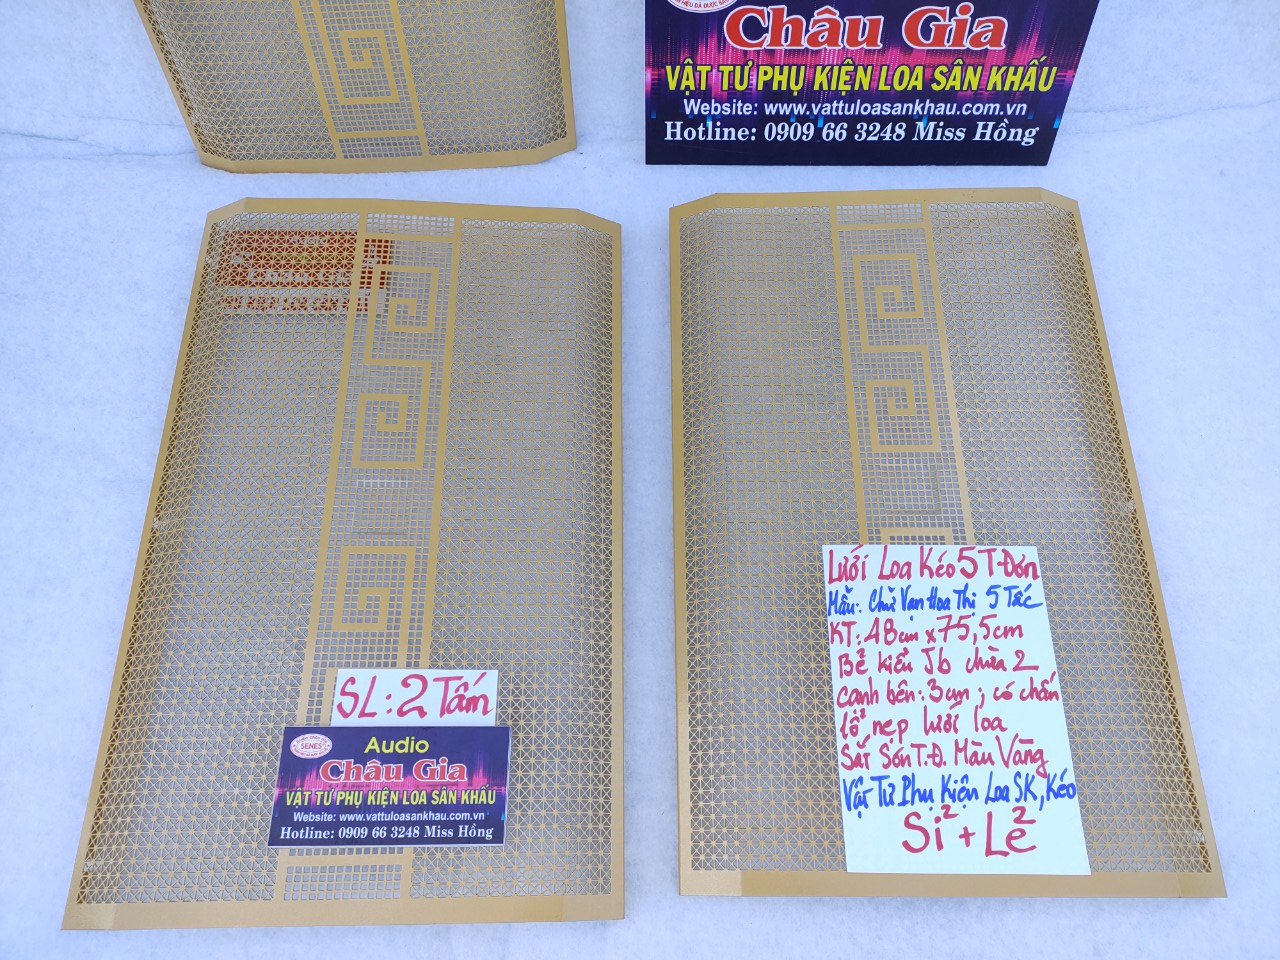 Châu Gia
VẬT TƯ PHỤ KIỆN LOA SÂN KHẤU
Website: www.vattuloasankhau.com.vn
Hotline: 0909 66 3248 Miss Hồng
Châu Gia
Lưới Loa Kéo 5T-Đơn
Mẫu: Chữ Vạn Hoa Thị 5 Tấc
KT: 48cm x 75,5cm
Bẻ kiểu Jb chừa 2
cạnh bên: 3cm; có chấn
lỗ nẹp lưới loa
Sắt Sơn T.Đ. Màu Vàng
Vật Tư Phụ Kiện Loa SK, Kéo
Sỉ + Lẻ
SL: 2 Tấm
SENES
Audio
Châu Gia
VẬT TƯ PHỤ KIỆN LOA SÂN KHẤU
Website: www.vattuloasankhau.com.vn
Hotline: 0909 66 3248 Miss Hồng